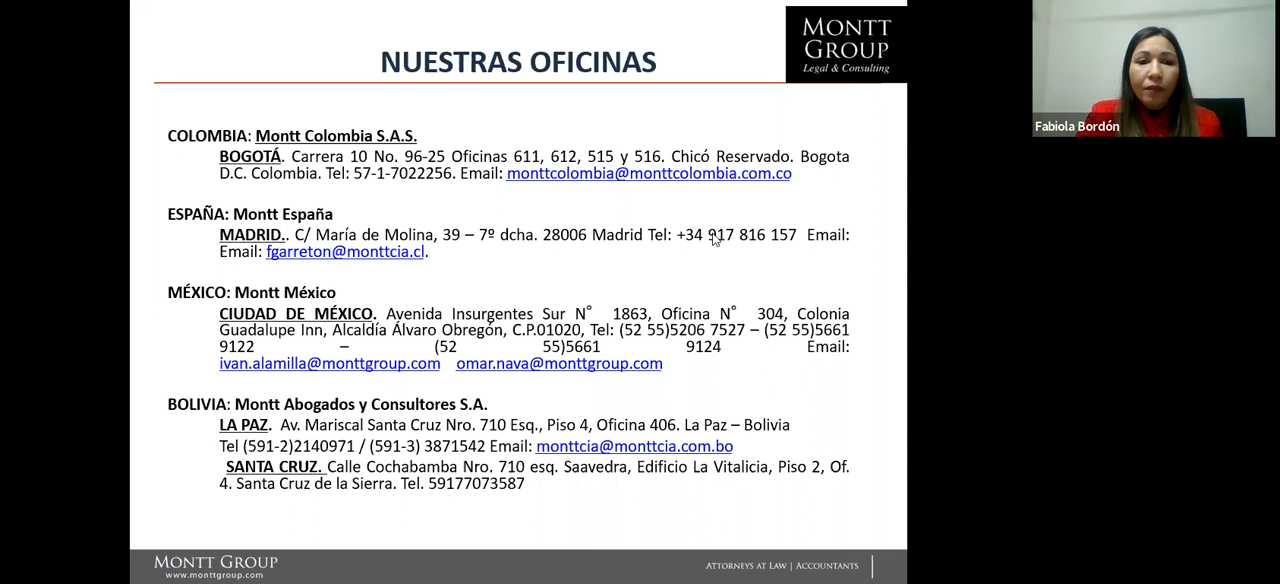 NUESTRAS OFICINAS
MONTT
GROUP
Legal & Consulting
Fabiola Bordón
COLOMBIA: Montt Colombia S.A.S.
BOGOTÁ. Carrera 10 No. 96-25 Oficinas 611, 612, 515 y 516. Chicó Reservado. Bogota
D.C. Colombia. Tel: 57-1-7022256. Email: monttcolombia@monttcolombia.com.co
ESPAÑA: Montt España
MADRID.. C/ María de Molina, 39 – 7º dcha. 28006 Madrid Tel: +34 917 816 157 Email:
Email: fgarreton@monttcia.cl.
MÉXICO: Montt México
CIUDAD DE MÉXICO. Avenida Insurgentes Sur N° 1863, Oficina N° 304, Colonia
Guadalupe Inn, Alcaldía Álvaro Obregón, C.P.01020, Tel: (52 55)5206 7527 – (52 55)5661
9122 – (52 55)5661 9124 Email:
ivan.alamilla@monttgroup.com omar.nava@monttgroup.com
BOLIVIA: Montt Abogados y Consultores S.A.
LA PAZ. Av. Mariscal Santa Cruz Nro. 710 Esq., Piso 4, Oficina 406. La Paz – Bolivia
Tel (591-2)2140971 / (591-3) 3871542 Email: monttcia@monttcia.com.bo
SANTA CRUZ. Calle Cochabamba Nro. 710 esq. Saavedra, Edificio La Vitalicia, Piso 2, Of.
4. Santa Cruz de la Sierra. Tel. 59177073587
MONTT GROUP
www.monttgroup.com
ATTORNEYS AT LAW | ACCOUNTANTS